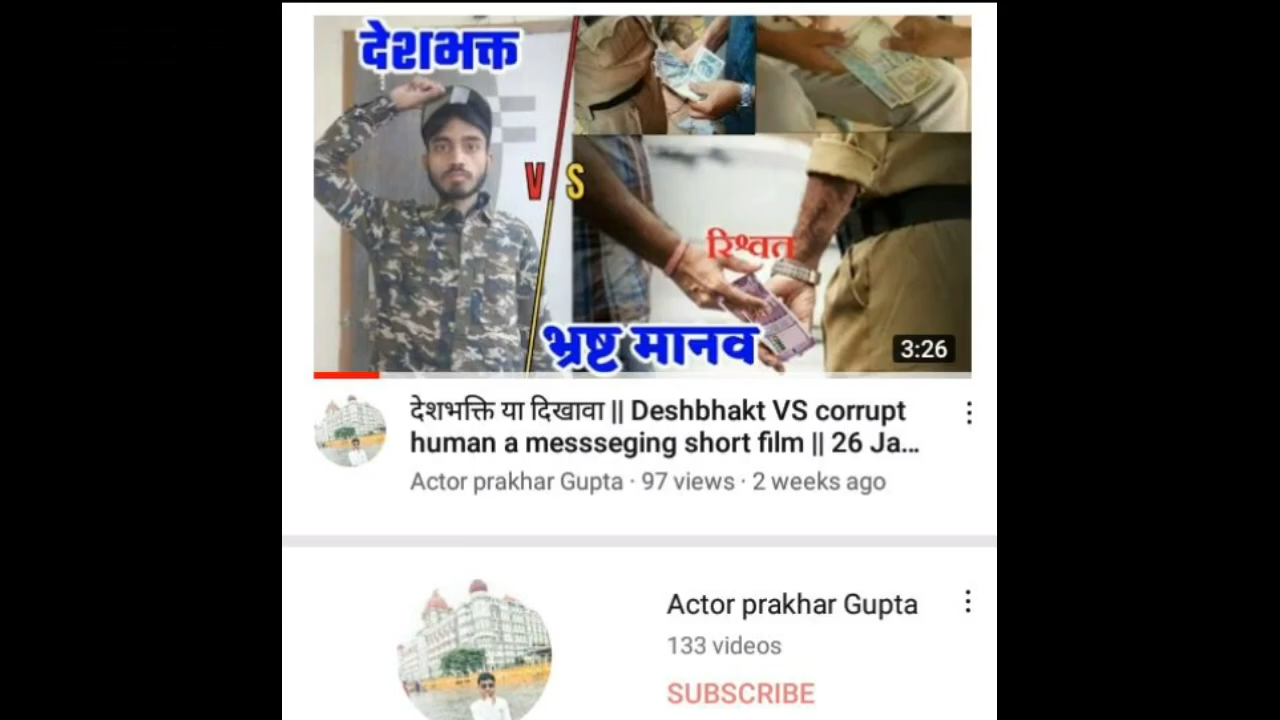 देशभक्त
V S
रिश्वत
भ्रष्ट मानव
3:26
देशभक्ति या दिखावा || Deshbhakt VS corrupt
human a messseging short film || 26 Ja...
Actor prakhar Gupta · 97 views · 2 weeks ago
Actor prakhar Gupta
133 videos
SUBSCRIBE